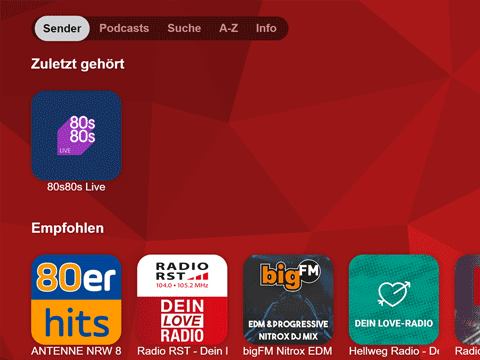 Sender Podcasts Suche A-Z Info
Zuletzt gehört
80s
80s
LIVE
80s80s Live
Empfohlen
80er
hits
ANTENNE NRW 8
RADIO
RST
104.0 • 105.2 MHz
DEIN
LOVE
RADIO
Radio RST - Dein l
bigFM
EDM & PROGRESSIVE
NITROX DJ MIX
bigFM Nitrox EDM
DEIN LOVE-RADIO
Hellweg Radio - De
Radi